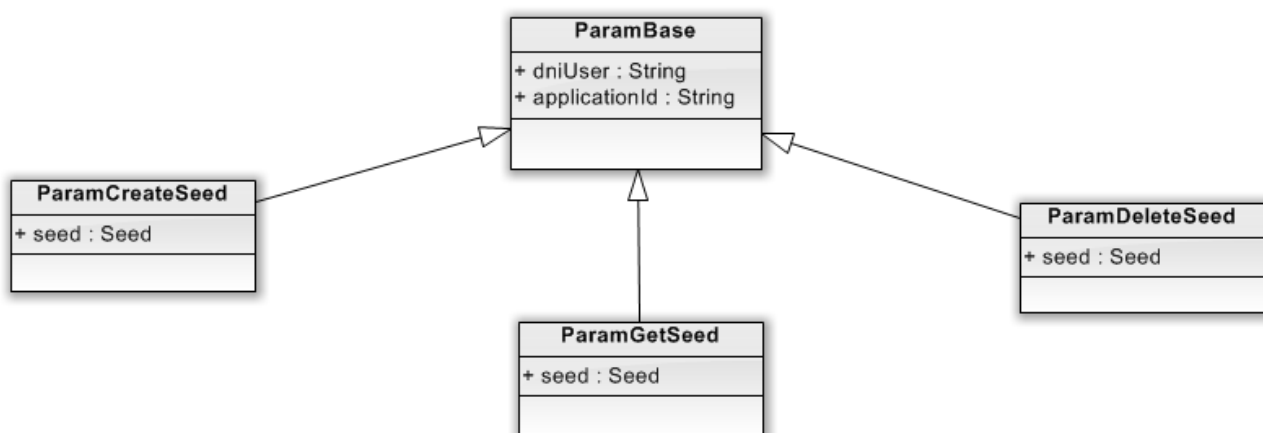 ParamBase
+ dniUser : String
+ applicationId : String
ParamCreateSeed
+ seed : Seed
ParamDeleteSeed
+ seed : Seed
ParamGetSeed
+ seed : Seed